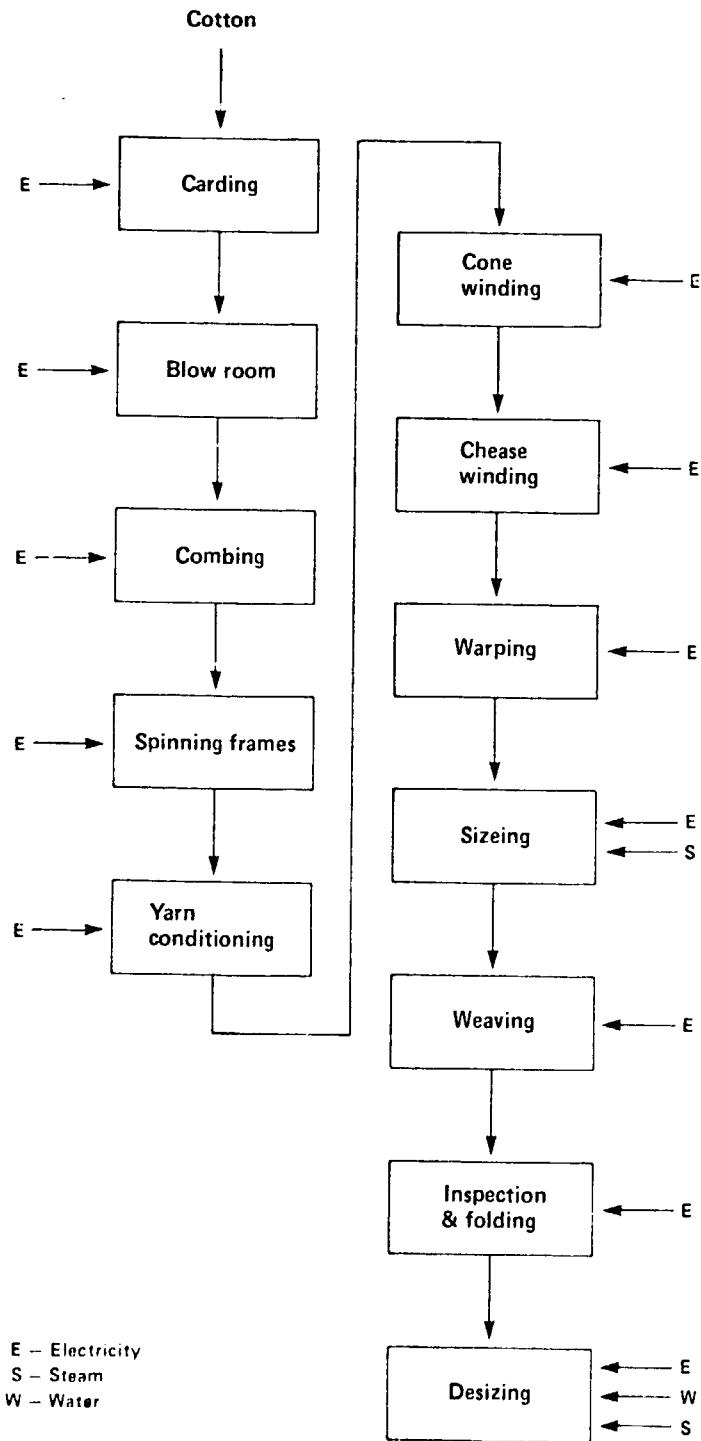 Cotton
E
Carding
E
Blow room
E
Combing
E
Spinning frames
E
Yarn
conditioning
Cone
winding
E
Chease
winding
E
Warping
E
Sizeing
E
S
Weaving
E
Inspection
& folding
E
Desizing
E
W
S
E – Electricity
S – Steam
W – Water